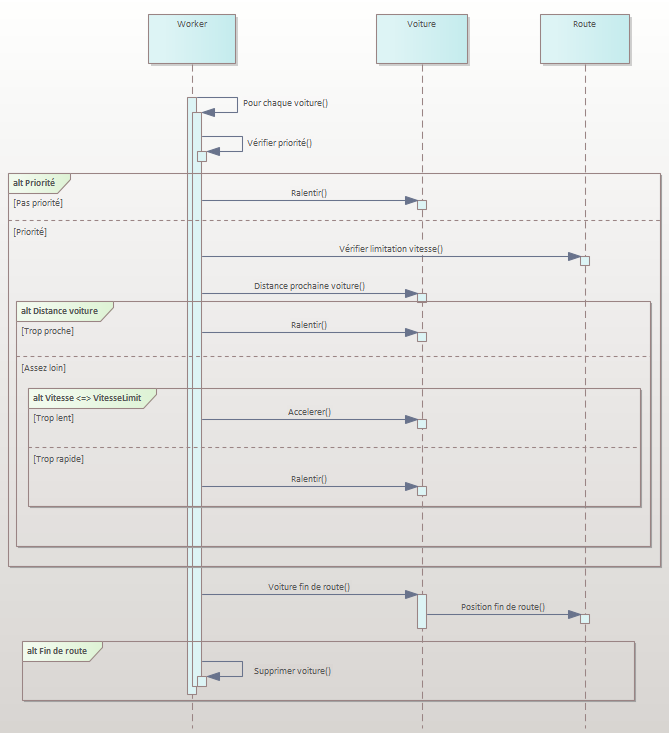 Worker
Voiture
Route
Pour chaque voiture()
Vérifier priorité()
alt Priorité
Ralentir()
[Pas priorité]
[Priorité]
Vérifier limitation vitesse()
Distance prochaine voiture()
alt Distance voiture
Ralentir()
[Trop proche]
[Assez loin]
alt Vitesse <=> VitesseLimit
Accelerer()
[Trop lent]
[Trop rapide]
Ralentir()
Voiture fin de route()
Position fin de route()
alt Fin de route
Supprimer voiture()